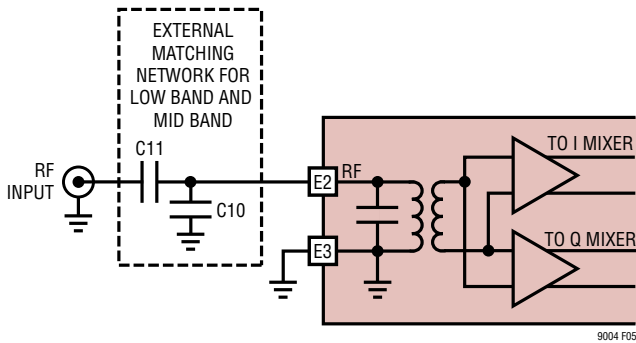 EXTERNAL
MATCHING
NETWORK FOR
LOW BAND AND
MID BAND
C11
RF
INPUT
C10
E2
RF
E3
TO I MIXER
TO Q MIXER
9004 F05